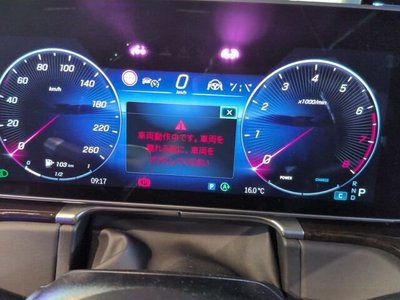 120 140
100 160
80 180
60 200
40 220
20 240
0 260
km/h
103 km
1/2
09:17
0
km/h
×
車両動作中です。車両を
離れる前に、車両を
16.0℃
0 1 2 3 4 5 6 7 8
x1000/min
POWER
CHARGE
R
N
D
P
C
P
A